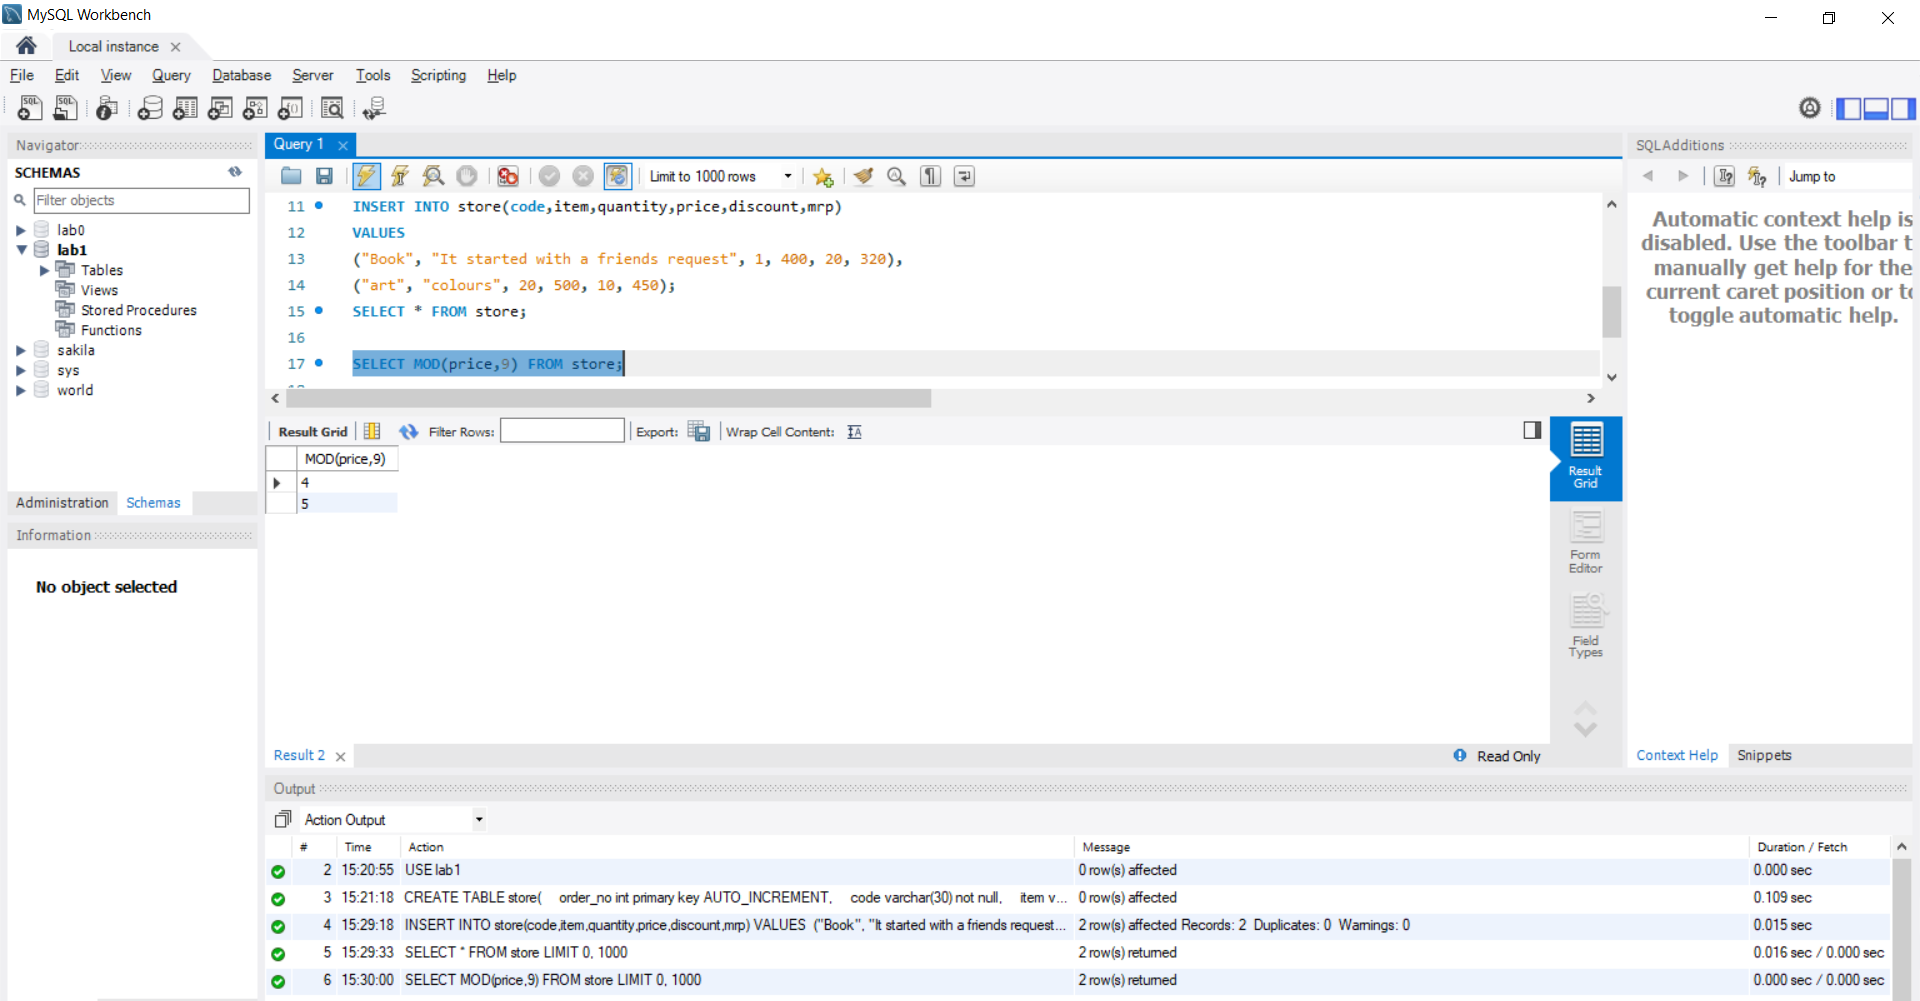 MySQL Workbench
Local instance
File Edit View Query Database Server Tools Scripting Help
Navigator
SCHEMAS
Filter objects
lab0
lab1
Tables
Views
Stored Procedures
Functions
sakila
sys
world
Administration Schemas
Information
No object selected
Query 1
Limit to 1000 rows
11 INSERT INTO store(code,item,quantity,price,discount,mrp)
12 VALUES
13 ("Book", "It started with a friends request", 1, 400, 20, 320),
14 ("art", "colours", 20, 500, 10, 450);
15 SELECT * FROM store;
16
17 SELECT MOD(price,9) FROM store;
Result Grid Filter Rows: Export: Wrap Cell Content:
MOD(price,9)
4
5
Result Grid
Form Editor
Field Types
Result 2 Read Only
SQLAdditions
Jump to
Automatic context help is
disabled. Use the toolbar t
manually get help for the
current caret position or to
toggle automatic help.
Context Help Snippets
Output
Action Output
# Time Action Message Duration / Fetch
2 15:20:55 USE lab1 0 row(s) affected 0.000 sec
3 15:21:18 CREATE TABLE store( order_no int primary key AUTO_INCREMENT, code varchar(30) not null, item v... 0 row(s) affected 0.109 sec
4 15:29:18 INSERT INTO store(code,item,quantity,price,discount,mrp) VALUES ("Book", "It started with a friends request... 2 row(s) affected Records: 2 Duplicates: 0 Warnings: 0 0.015 sec
5 15:29:33 SELECT * FROM store LIMIT 0, 1000 2 row(s) returned 0.016 sec / 0.000 sec
6 15:30:00 SELECT MOD(price,9) FROM store LIMIT 0, 1000 2 row(s) returned 0.000 sec / 0.000 sec